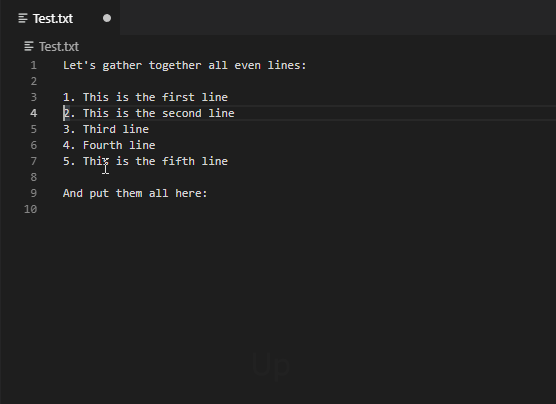 Test.txt
Test.txt
1 Let's gather together all even lines:
2
3 1. This is the first line
4 2. This is the second line
5 3. Third line
6 4. Fourth line
7 5. This is the fifth line
8
9 And put them all here:
10
Up